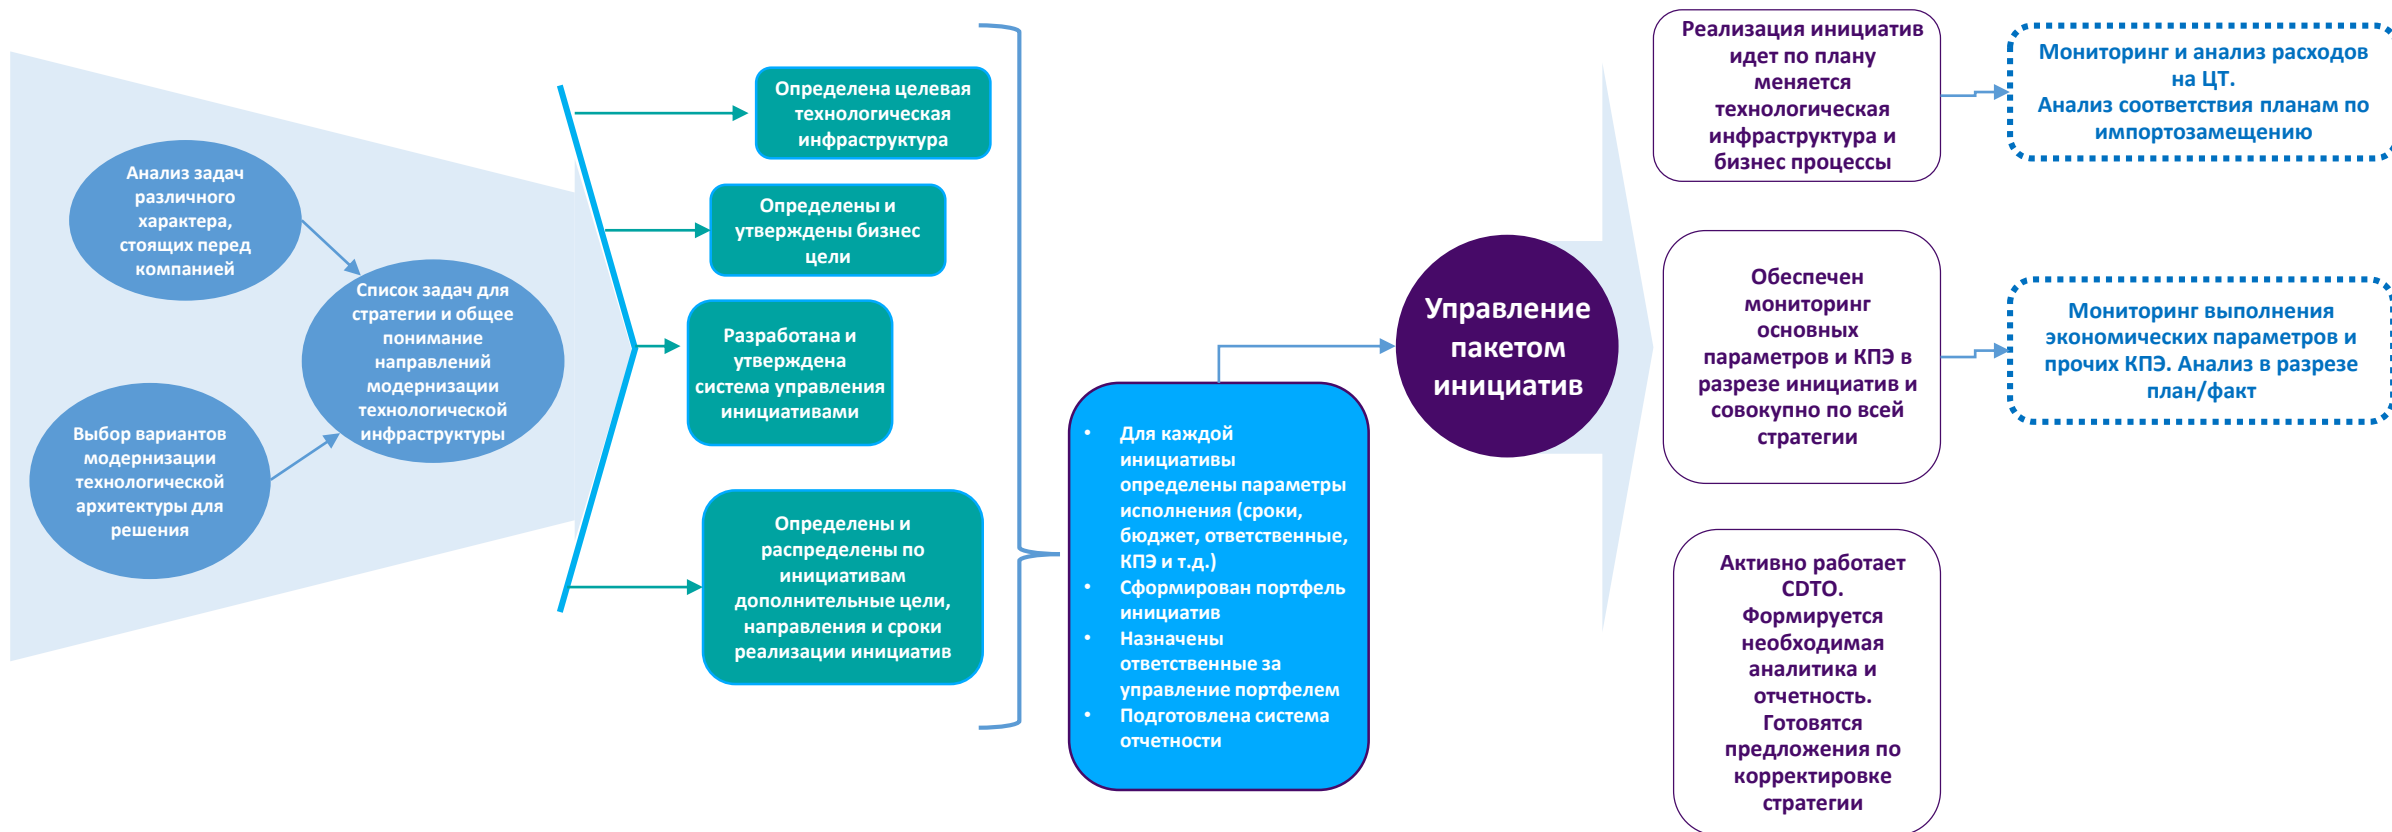 Анализ задач
различного
характера,
стоящих перед
компанией
Выбор вариантов
модернизации
технологической
архитектуры для
решения
Список задач для
стратегии и общее
понимание
направлений
модернизации
технологической
инфраструктуры
Определена целевая
технологическая
инфраструктура
Определены и
утверждены бизнес
цели
Разработана и
утверждена
система управления
инициативами
Определены и
распределены по
инициативам
дополнительные цели,
направления и сроки
реализации инициатив
• Для каждой
инициативы
определены параметры
исполнения (сроки,
бюджет, ответственные,
КПЭ и т.д.)
• Сформирован портфель
инициатив
• Назначены
ответственные за
управление портфелем
• Подготовлена система
отчетности
Управление
пакетом
инициатив
Реализация инициатив
идет по плану
меняется
технологическая
инфраструктура и
бизнес процессы
Мониторинг и анализ расходов
на ЦТ.
Анализ соответствия планам по
импортозамещению
Обеспечен
мониторинг
основных
параметров и КПЭ в
разрезе инициатив и
совокупно по всей
стратегии
Мониторинг выполнения
экономических параметров и
прочих КПЭ. Анализ в разрезе
план/факт
Активно работает
CDTO.
Формируется
необходимая
аналитика и
отчетность.
Готовятся
предложения по
корректировке
стратегии